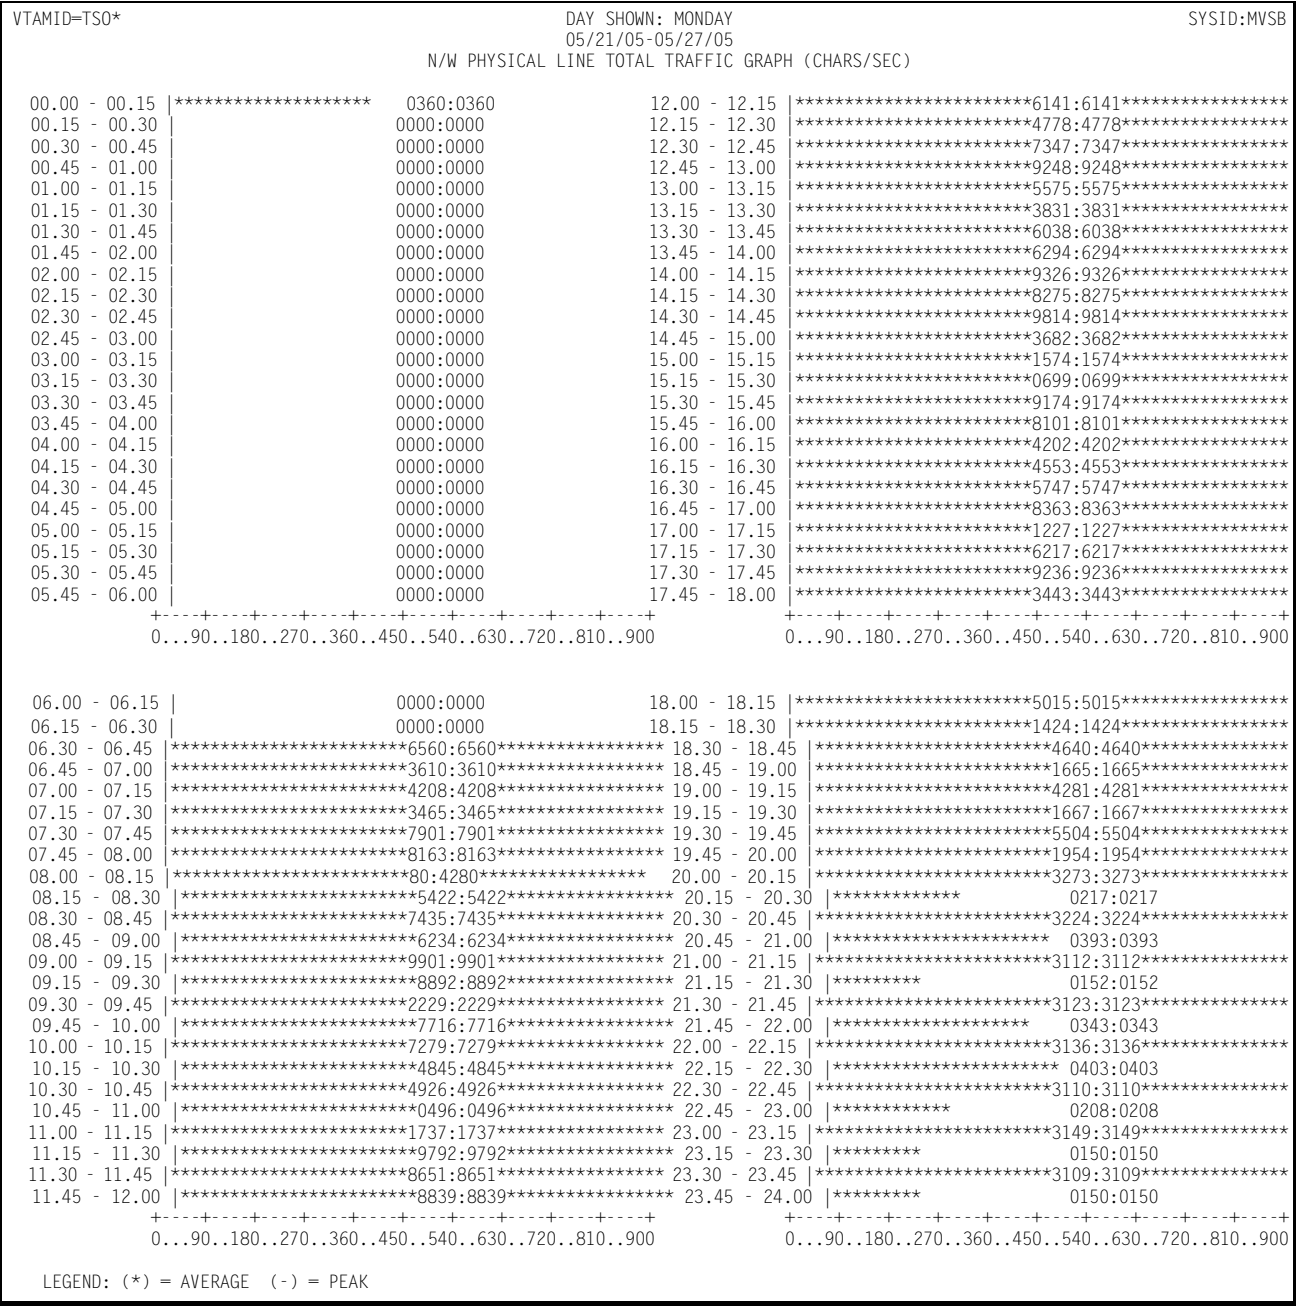 VTAMID=TSO* DAY SHOWN: MONDAY SYSID:MVSB
05/21/05-05/27/05
N/W PHYSICAL LINE TOTAL TRAFFIC GRAPH (CHARS/SEC)
00.00 - 00.15 |******************** 0360:0360 12.00 - 12.15 |************************6141:6141*****************
00.15 - 00.30 | 0000:0000 12.15 - 12.30 |************************4778:4778*****************
00.30 - 00.45 | 0000:0000 12.30 - 12.45 |************************7347:7347*****************
00.45 - 01.00 | 0000:0000 12.45 - 13.00 |************************9248:9248*****************
01.00 - 01.15 | 0000:0000 13.00 - 13.15 |************************5575:5575*****************
01.15 - 01.30 | 0000:0000 13.15 - 13.30 |************************3831:3831*****************
01.30 - 01.45 | 0000:0000 13.30 - 13.45 |************************6038:6038*****************
01.45 - 02.00 | 0000:0000 13.45 - 14.00 |************************6294:6294*****************
02.00 - 02.15 | 0000:0000 14.00 - 14.15 |************************9326:9326*****************
02.15 - 02.30 | 0000:0000 14.15 - 14.30 |************************8275:8275*****************
02.30 - 02.45 | 0000:0000 14.30 - 14.45 |************************9814:9814*****************
02.45 - 03.00 | 0000:0000 14.45 - 15.00 |************************3682:3682*****************
03.00 - 03.15 | 0000:0000 15.00 - 15.15 |************************1574:1574*****************
03.15 - 03.30 | 0000:0000 15.15 - 15.30 |************************0699:0699*****************
03.30 - 03.45 | 0000:0000 15.30 - 15.45 |************************9174:9174*****************
03.45 - 04.00 | 0000:0000 15.45 - 16.00 |************************8101:8101*****************
04.00 - 04.15 | 0000:0000 16.00 - 16.15 |************************4202:4202*****************
04.15 - 04.30 | 0000:0000 16.15 - 16.30 |************************4553:4553*****************
04.30 - 04.45 | 0000:0000 16.30 - 16.45 |************************5747:5747*****************
04.45 - 05.00 | 0000:0000 16.45 - 17.00 |************************8363:8363*****************
05.00 - 05.15 | 0000:0000 17.00 - 17.15 |************************1227:1227*****************
05.15 - 05.30 | 0000:0000 17.15 - 17.30 |************************6217:6217*****************
05.30 - 05.45 | 0000:0000 17.30 - 17.45 |************************9236:9236*****************
05.45 - 06.00 | 0000:0000 17.45 - 18.00 |************************3443:3443*****************
+----+----+----+----+----+----+----+----+----+----+ +----+----+----+----+----+----+----+----+----+----+
0...90..180..270..360..450..540..630..720..810..900 0...90..180..270..360..450..540..630..720..810..900
06.00 - 06.15 | 0000:0000 18.00 - 18.15 |************************5015:5015*****************
06.15 - 06.30 | 0000:0000 18.15 - 18.30 |************************1424:1424*****************
06.30 - 06.45 |************************6560:6560***************** 18.30 - 18.45 |************************4640:4640***************
06.45 - 07.00 |************************3610:3610***************** 18.45 - 19.00 |************************1665:1665***************
07.00 - 07.15 |************************4208:4208***************** 19.00 - 19.15 |************************4281:4281***************
07.15 - 07.30 |************************3465:3465***************** 19.15 - 19.30 |************************1667:1667***************
07.30 - 07.45 |************************7901:7901***************** 19.30 - 19.45 |************************5504:5504***************
07.45 - 08.00 |************************8163:8163***************** 19.45 - 20.00 |************************1954:1954***************
08.00 - 08.15 |************************80:4280***************** 20.00 - 20.15 |************************3273:3273***************
08.15 - 08.30 |************************5422:5422***************** 20.15 - 20.30 |************* 0217:0217
08.30 - 08.45 |************************7435:7435***************** 20.30 - 20.45 |************************3224:3224***************
08.45 - 09.00 |************************6234:6234***************** 20.45 - 21.00 |********************** 0393:0393
09.00 - 09.15 |************************9901:9901***************** 21.00 - 21.15 |************************3112:3112***************
09.15 - 09.30 |************************8892:8892***************** 21.15 - 21.30 |********* 0152:0152
09.30 - 09.45 |************************2229:2229***************** 21.30 - 21.45 |************************3123:3123***************
09.45 - 10.00 |************************7716:7716***************** 21.45 - 22.00 |******************** 0343:0343
10.00 - 10.15 |************************7279:7279***************** 22.00 - 22.15 |************************3136:3136***************
10.15 - 10.30 |************************4845:4845***************** 22.15 - 22.30 |*********************** 0403:0403
10.30 - 10.45 |************************4926:4926***************** 22.30 - 22.45 |************************3110:3110***************
10.45 - 11.00 |************************0496:0496***************** 22.45 - 23.00 |************ 0208:0208
11.00 - 11.15 |************************1737:1737***************** 23.00 - 23.15 |************************3149:3149***************
11.15 - 11.30 |************************9792:9792***************** 23.15 - 23.30 |********* 0150:0150
11.30 - 11.45 |************************8651:8651***************** 23.30 - 23.45 |************************3109:3109***************
11.45 - 12.00 |************************8839:8839***************** 23.45 - 24.00 |********* 0150:0150
+----+----+----+----+----+----+----+----+----+----+ +----+----+----+----+----+----+----+----+----+----+
0...90..180..270..360..450..540..630..720..810..900 0...90..180..270..360..450..540..630..720..810..900
LEGEND: (*) = AVERAGE (-) = PEAK